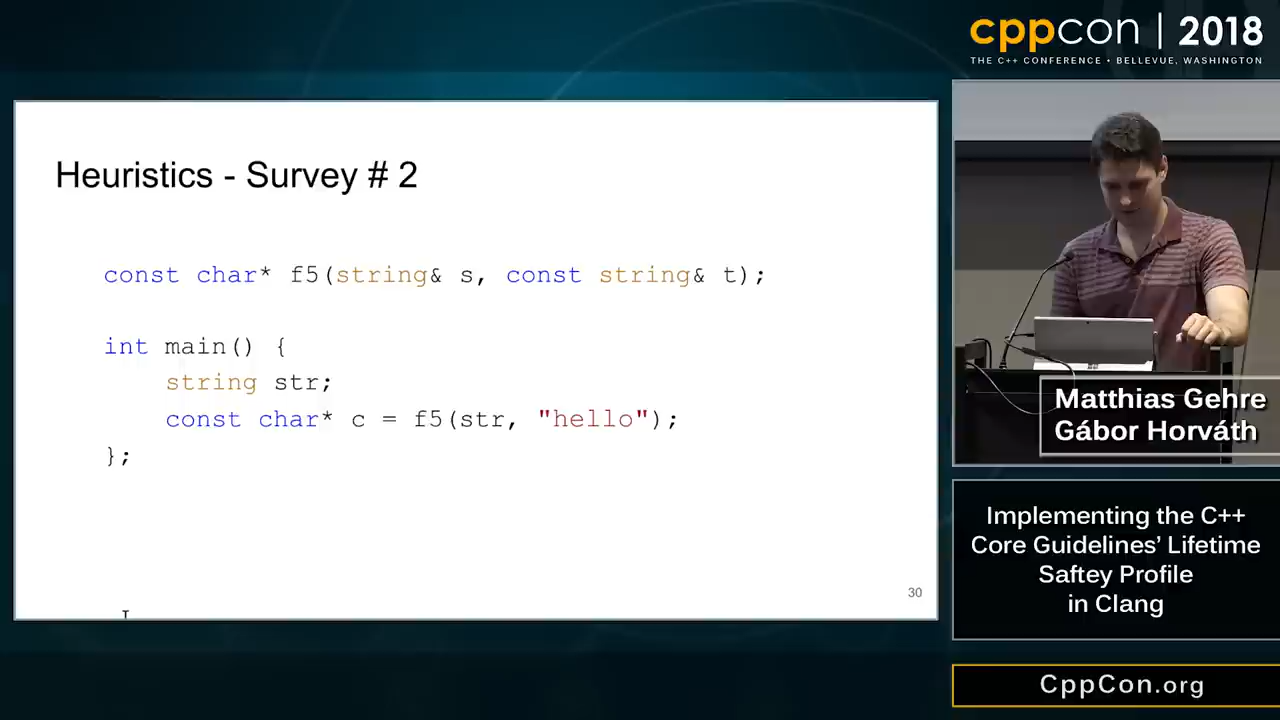 cppcon | 2018
THE C++ CONFERENCE • BELLEVUE, WASHINGTON
Heuristics - Survey # 2
const char* f5(string& s, const string& t);
int main() {
string str;
const char* c = f5(str, "hello");
};
30
Matthias Gehre
Gábor Horváth
Implementing the C++
Core Guidelines' Lifetime
Saftey Profile
in Clang
CppCon.org